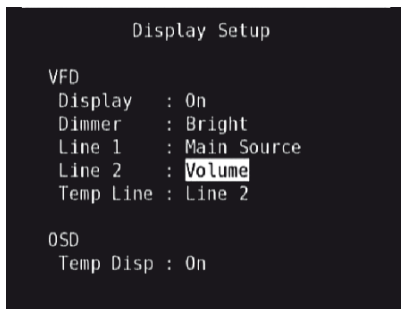 Display Setup
VFD
Display : On
Dimmer : Bright
Line 1 : Main Source
Line 2 : Volume
Temp Line : Line 2
OSD
Temp Disp : On